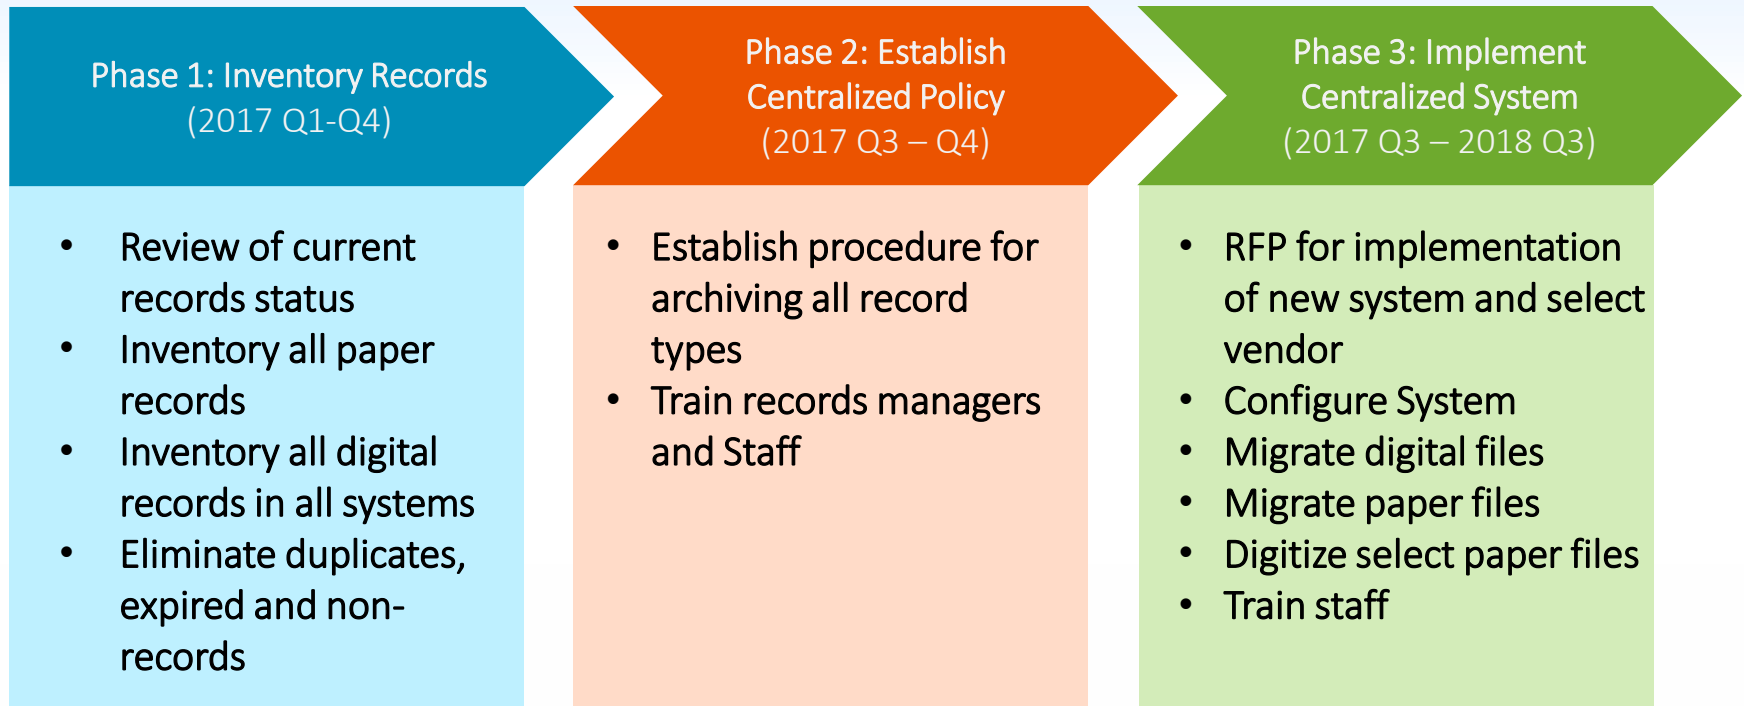 Phase 1: Inventory Records
(2017 Q1-Q4)
• Review of current
records status
• Inventory all paper
records
• Inventory all digital
records in all systems
• Eliminate duplicates,
expired and non-
records
Phase 2: Establish
Centralized Policy
(2017 Q3 – Q4)
• Establish procedure for
archiving all record
types
• Train records managers
and Staff
Phase 3: Implement
Centralized System
(2017 Q3 – 2018 Q3)
• RFP for implementation
of new system and select
vendor
• Configure System
• Migrate digital files
• Migrate paper files
• Digitize select paper files
• Train staff